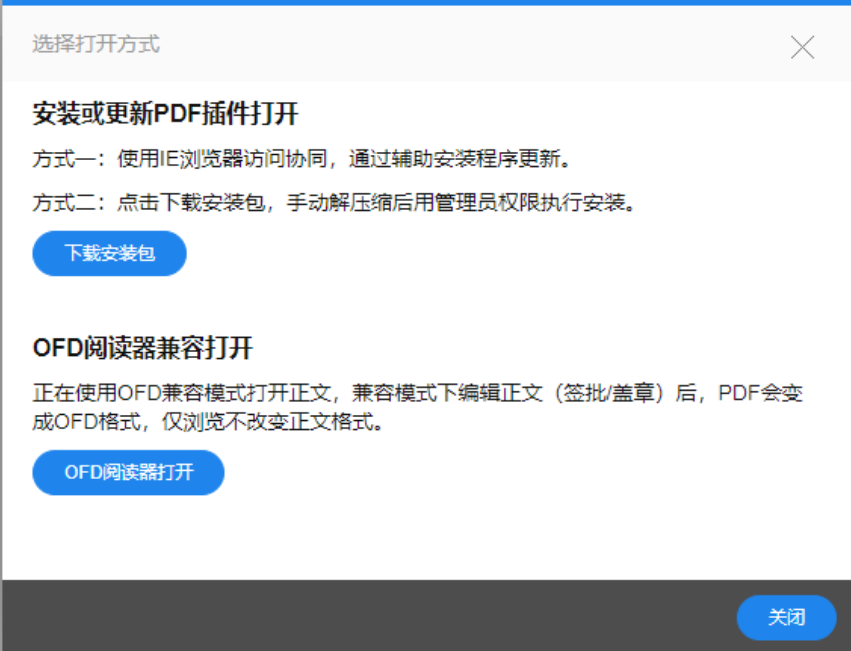 选择打开方式
安装或更新PDF插件打开
方式一：使用IE浏览器访问协同，通过辅助安装程序更新。
方式二：点击下载安装包，手动解压缩后用管理员权限执行安装。
下载安装包
OFD阅读器兼容打开
正在使用OFD兼容模式打开正文，兼容模式下编辑正文（签批/盖章）后，PDF会变
成OFD格式，仅浏览不改变正文格式。
OFD阅读器打开
关闭